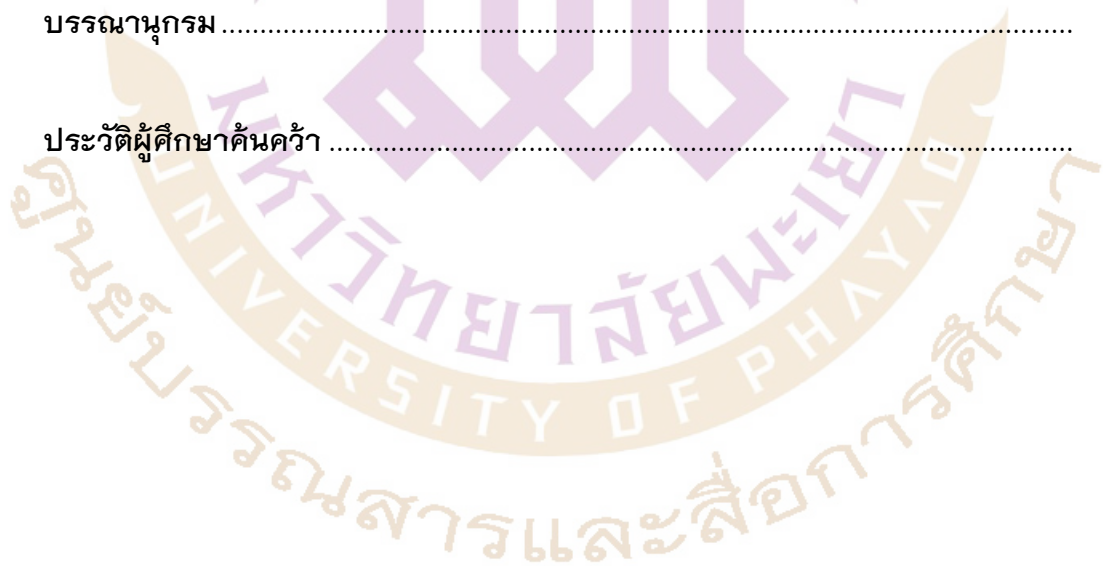 บรรณานุกรม ........................................................................................................
ประวัติผู้ศึกษาค้นคว้า ........................................................................................
มหาวิทยาลัยพะเยา
UNIVERSITY OF PHAYAO
ศูนย์บรรณสารและสื่อการศึกษา